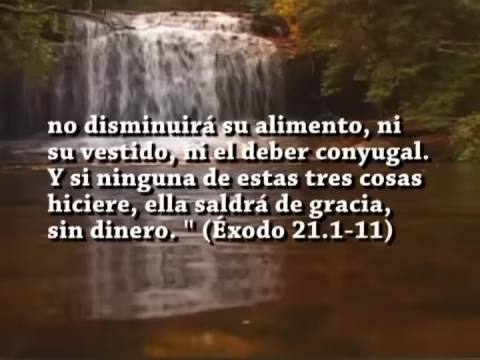 no disminuirá su alimento, ni
su vestido, ni el deber conyugal.
Y si ninguna de estas tres cosas
hiciere, ella saldrá de gracia,
sin dinero. " (Éxodo 21.1-11)